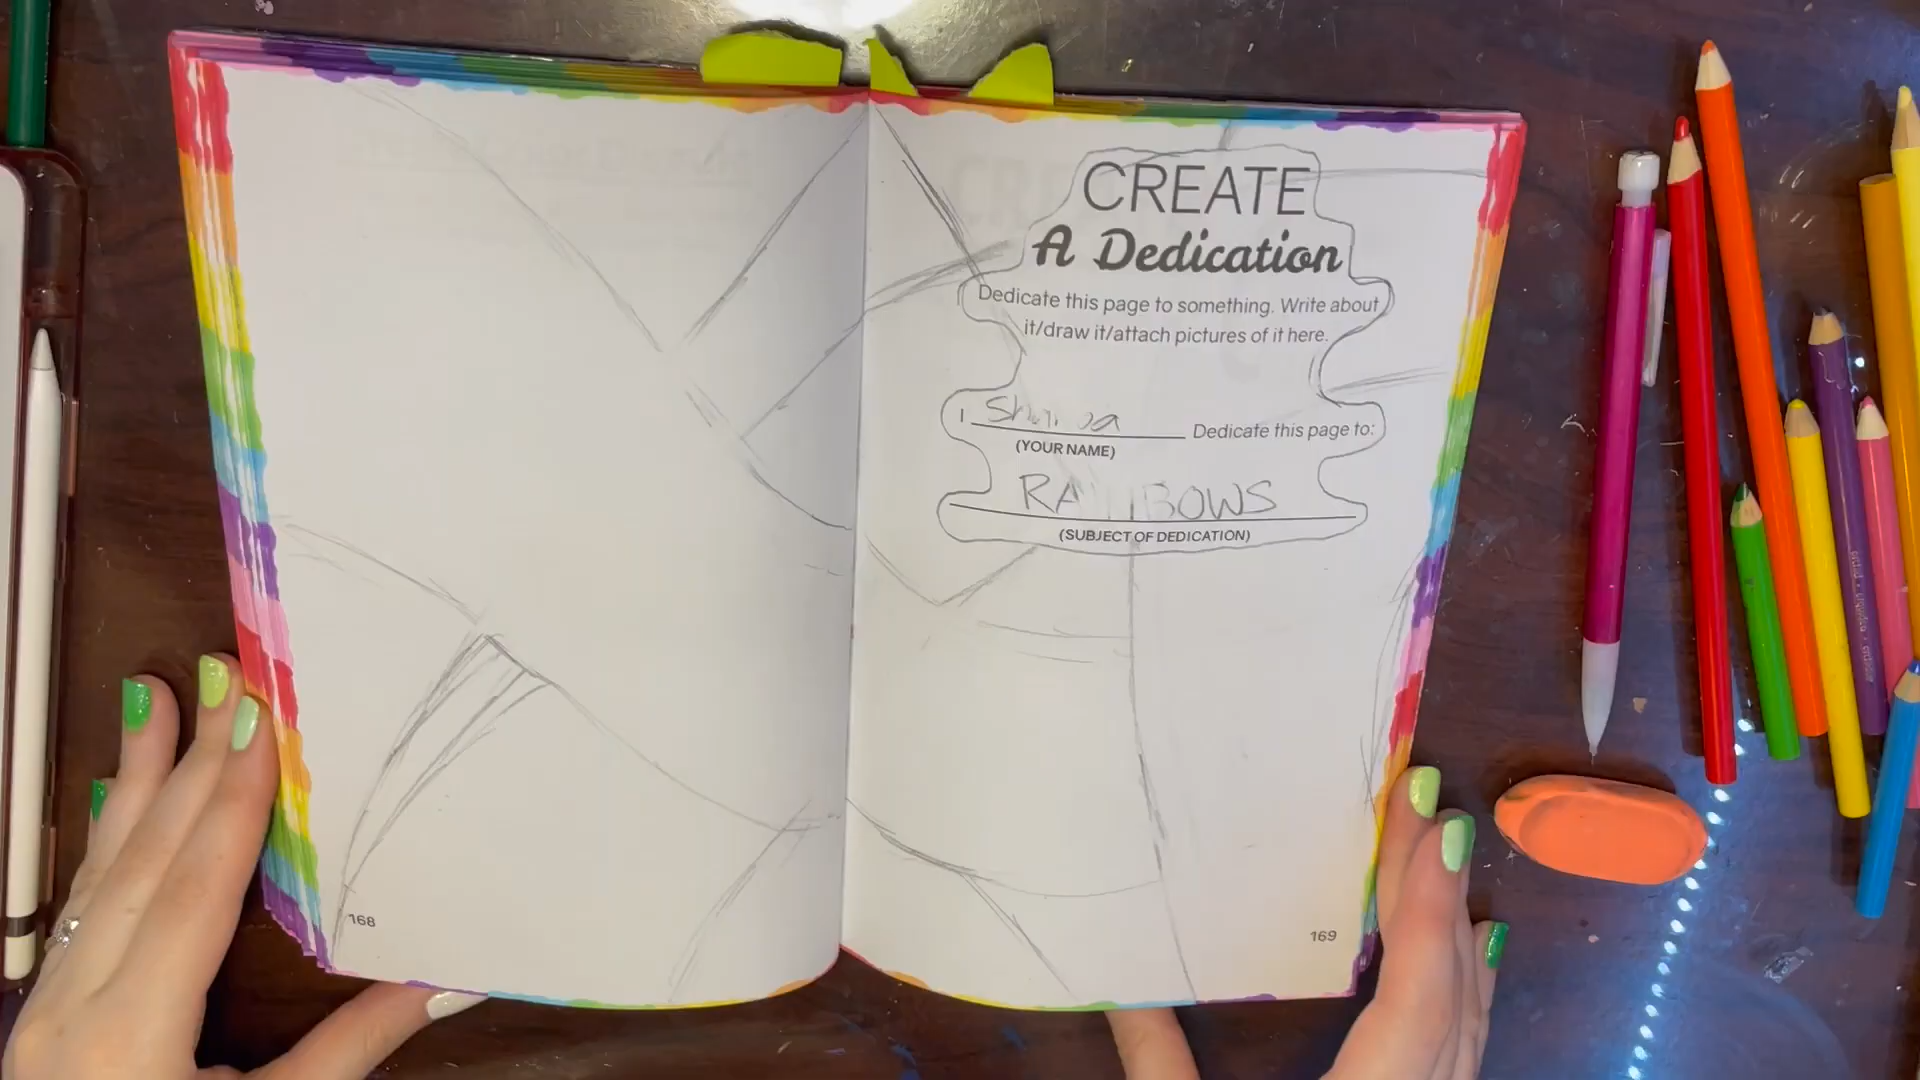 CREATE
A Dedication
Dedicate this page to something. Write about
it/draw it/attach pictures of it here.
I Dedicate this page to:
(YOUR NAME)
RAINBOWS
(SUBJECT OF DEDICATION)
168
169